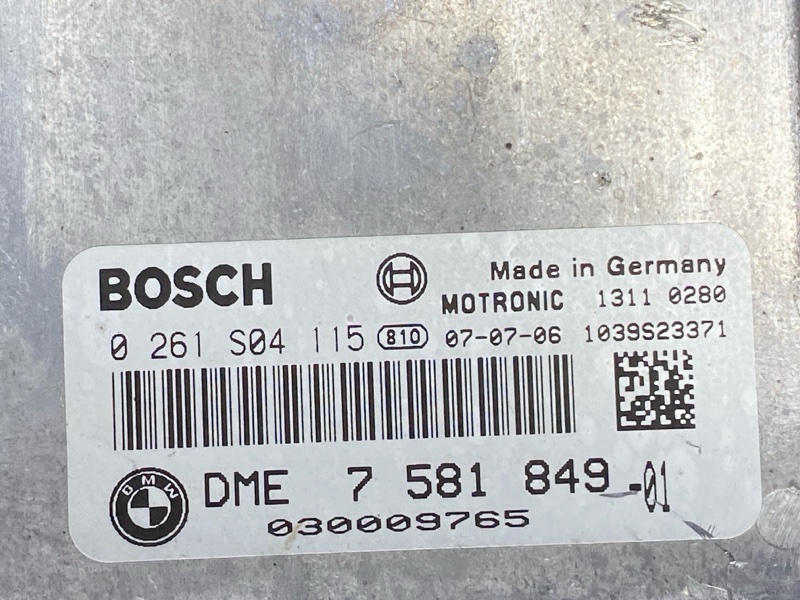 BOSCH
Made in Germany
MOTRONIC 1311 0280
0 261 S04 115 810 07-07-06 1039S23371
BMW
DME 7 581 849 -01
030009765